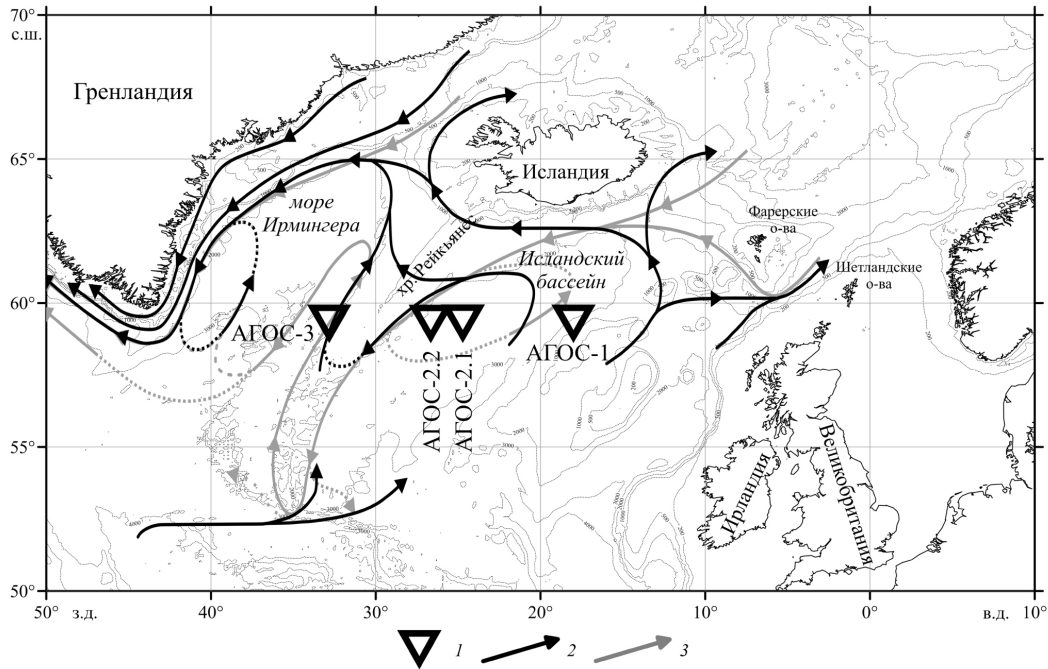 70°
с.ш.
Гренландия
65°
Исландия
море
Ирмингера
Фарерские
о-ва
хр. Рейкьянес
Исландский
бассейн
Шетландские
о-ва
60°
АГОС-3
АГОС-2.2
АГОС-2.1
АГОС-1
55°
Ирландия
Великобритания
50°
50° з.д. 40° 30° 20° 10° 0° в.д. 10°
1 2 3